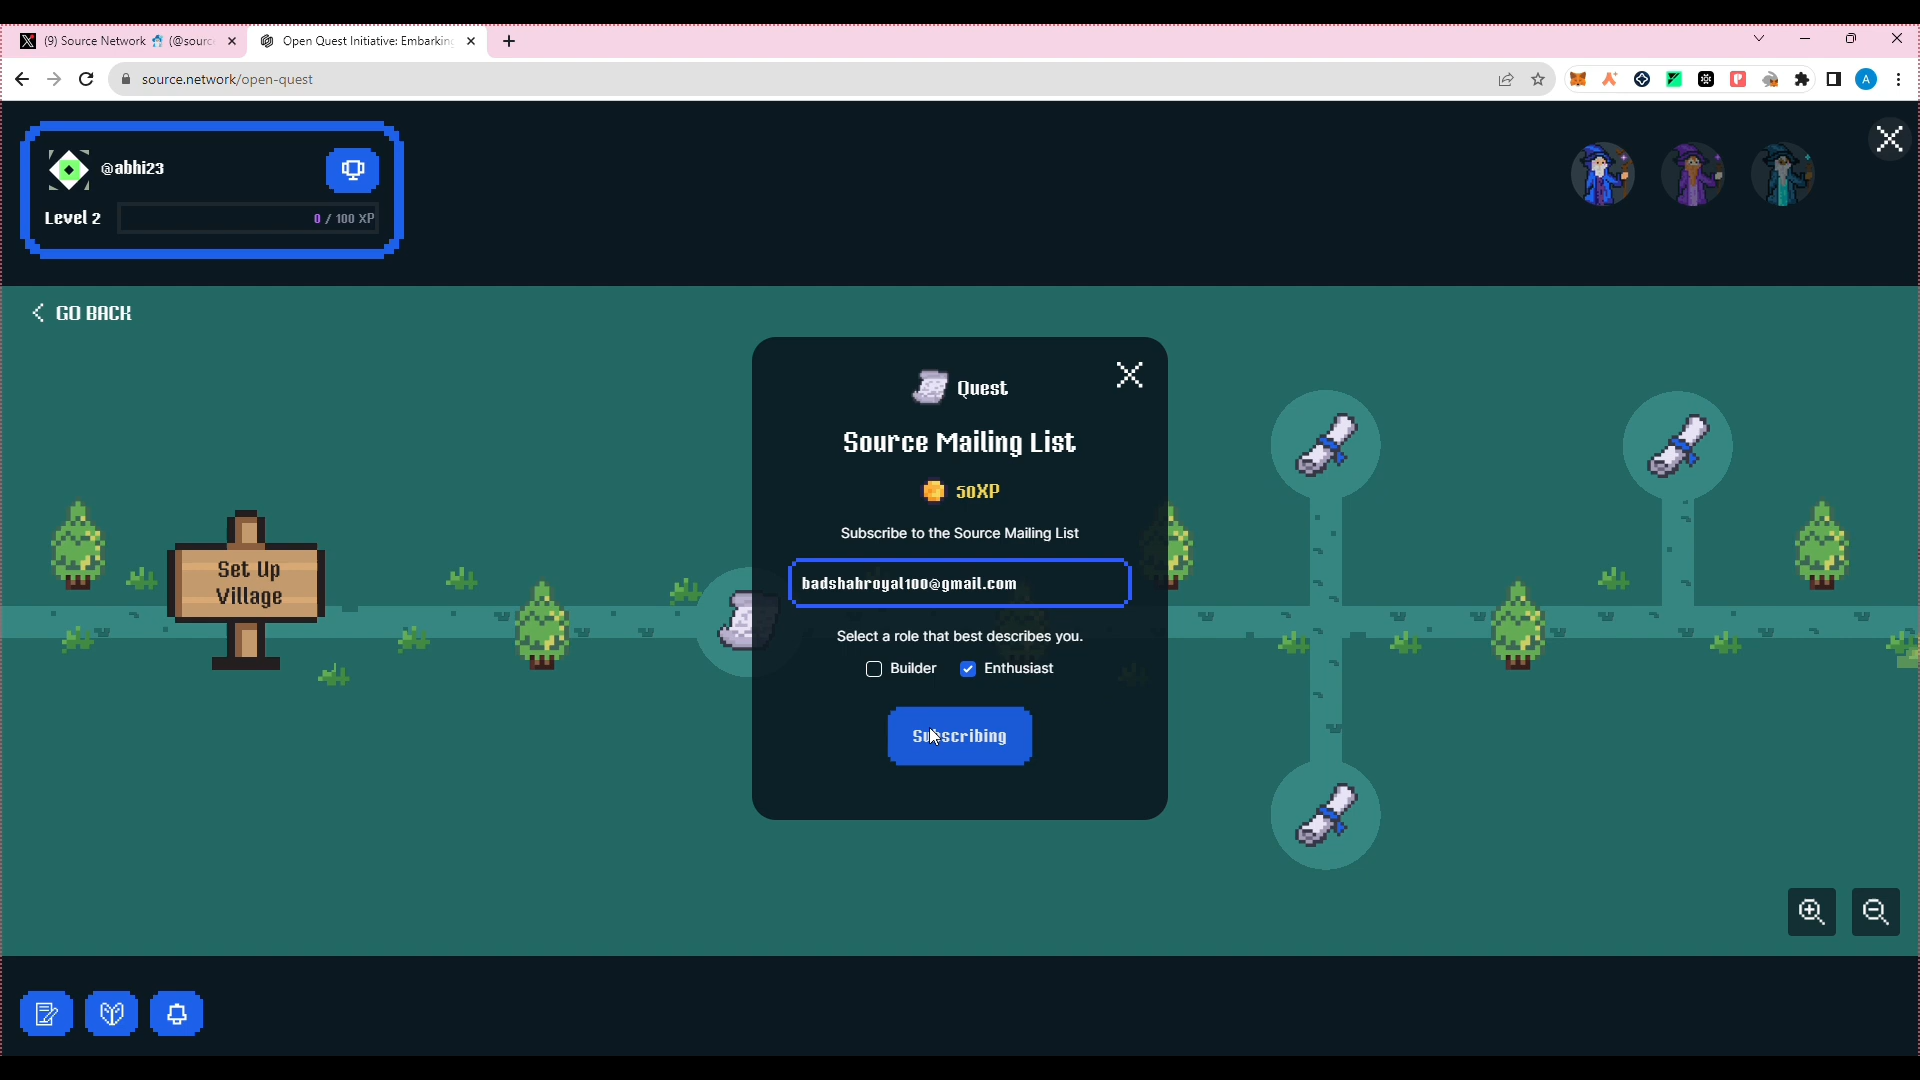 (9) Source Network (@sourc
Open Quest Initiative: Embarking
source.network/open-quest
A
@abhi23
Level 2
0 / 100 XP
GO BACK
Quest
Source Mailing List
50XP
Subscribe to the Source Mailing List
badshahroyal100@gmail.com
Select a role that best describes you.
Builder
Enthusiast
Subscribing
Set Up
Village